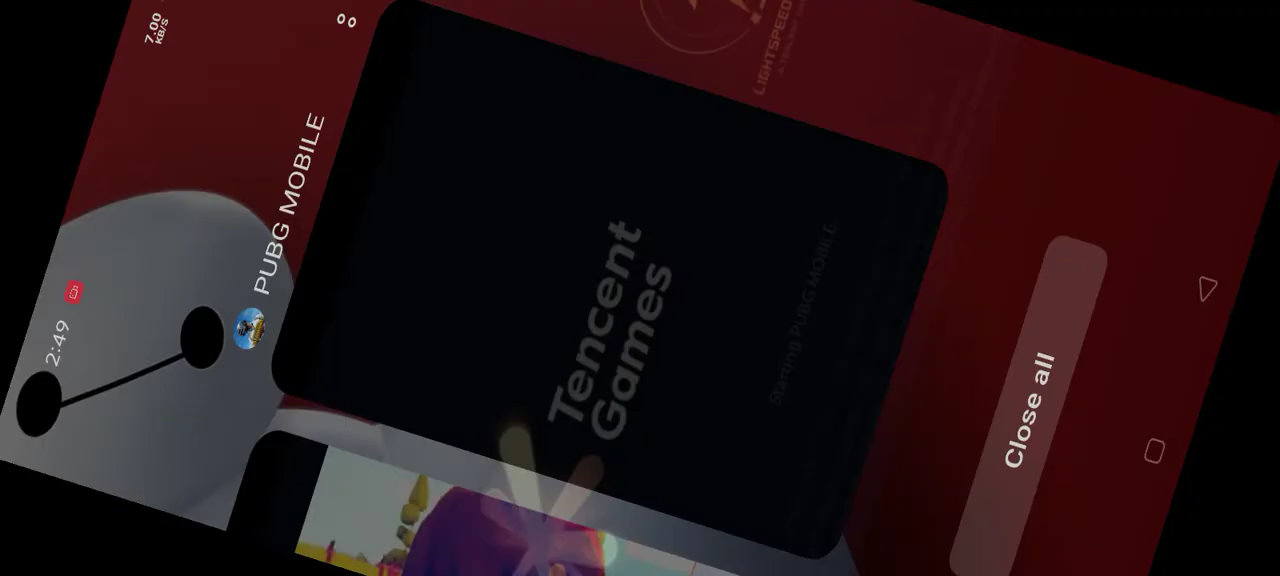 2:49
7.00
KB/S
PUBG MOBILE
LIGHTSPEED
Tencent
Games
Starting PUBG MOBILE
Close all